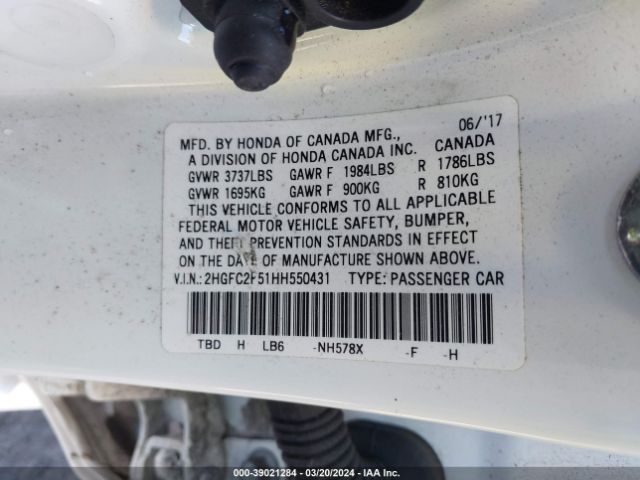 06/'17
MFD. BY HONDA OF CANADA MFG., CANADA
A DIVISION OF HONDA CANADA INC.
GVWR 3737LBS GAWR F 1984LBS R 1786LBS
GVWR 1695KG GAWR F 900KG R 810KG
THIS VEHICLE CONFORMS TO ALL APPLICABLE
FEDERAL MOTOR VEHICLE SAFETY, BUMPER,
AND THEFT PREVENTION STANDARDS IN EFFECT
ON THE DATE OF MANUFACTURE SHOWN ABOVE.
V.I.N.: 2HGFC2F51HH550431 TYPE: PASSENGER CAR
TBD H LB6 -NH578X -F -H
000-39021284 | 03/20/2024 | IAA Inc.